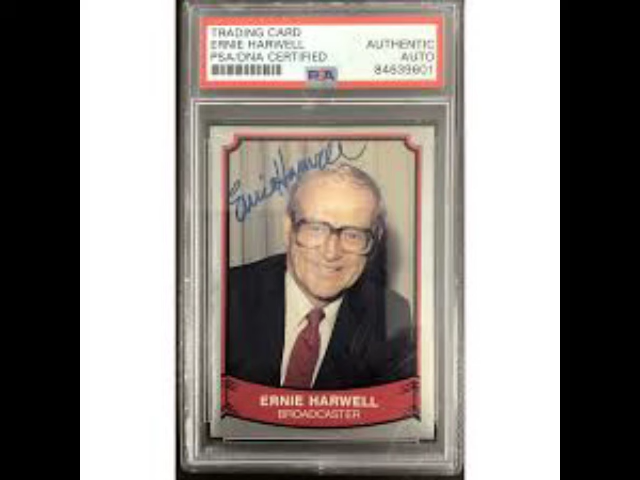 TRADING CARD
ERNIE HARWELL AUTHENTIC
PSA/DNA CERTIFIED AUTO
84639601
PSA
Ernie Harwell
ERNIE HARWELL
BROADCASTER